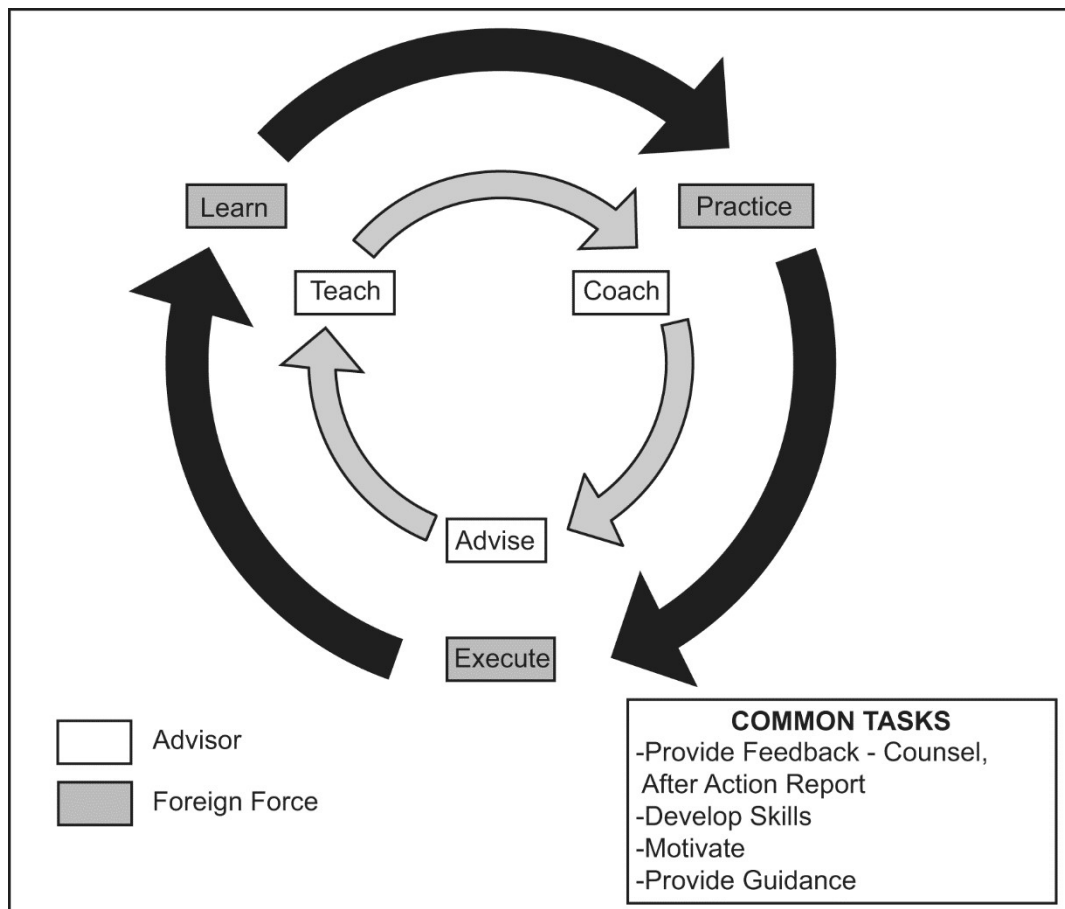 Learn
Practice
Teach
Coach
Advise
Execute
Advisor
Foreign Force
COMMON TASKS
-Provide Feedback - Counsel,
After Action Report
-Develop Skills
-Motivate
-Provide Guidance